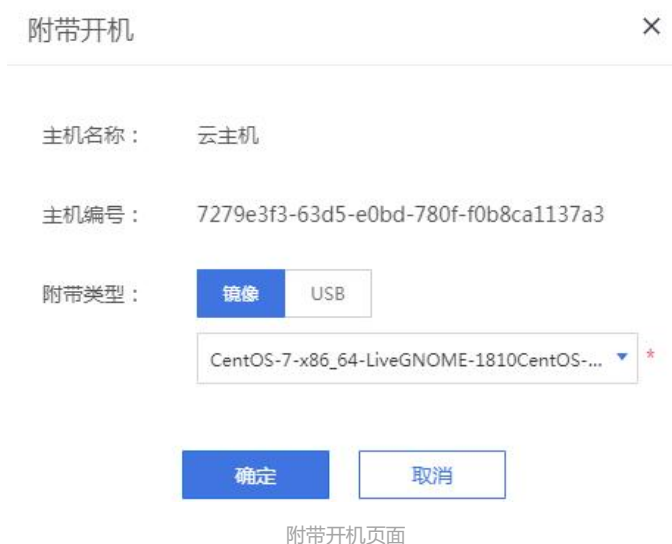 附带开机
主机名称： 云主机
主机编号： 7279e3f3-63d5-e0bd-780f-f0b8ca1137a3
附带类型： 镜像 USB
CentOS-7-x86_64-LiveGNOME-1810CentOS-... *
确定 取消
附带开机页面